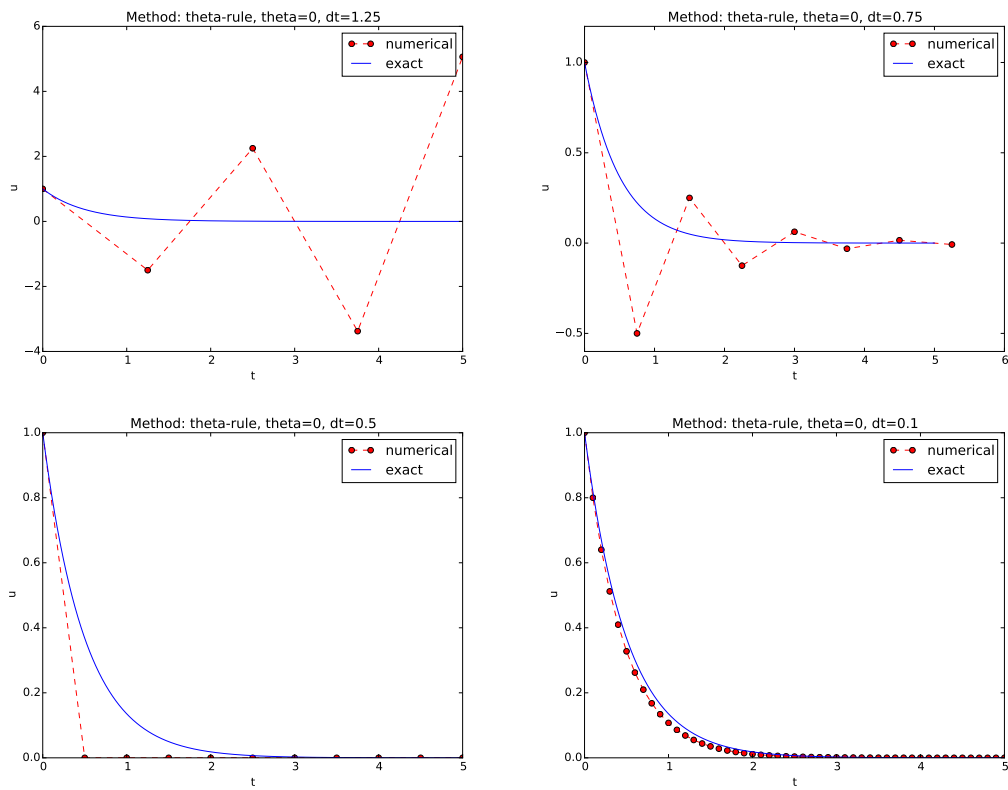 Method: theta-rule, theta=0, dt=1.25
6
4
2
0
−2
−4
u
0 1 2 3 4 5
t
numerical
exact
Method: theta-rule, theta=0, dt=0.75
1.0
0.5
0.0
−0.5
u
0 1 2 3 4 5 6
t
numerical
exact
Method: theta-rule, theta=0, dt=0.5
1.0
0.8
0.6
0.4
0.2
0.0
u
0 1 2 3 4 5
t
numerical
exact
Method: theta-rule, theta=0, dt=0.1
1.0
0.8
0.6
0.4
0.2
0.0
u
0 1 2 3 4 5
t
numerical
exact